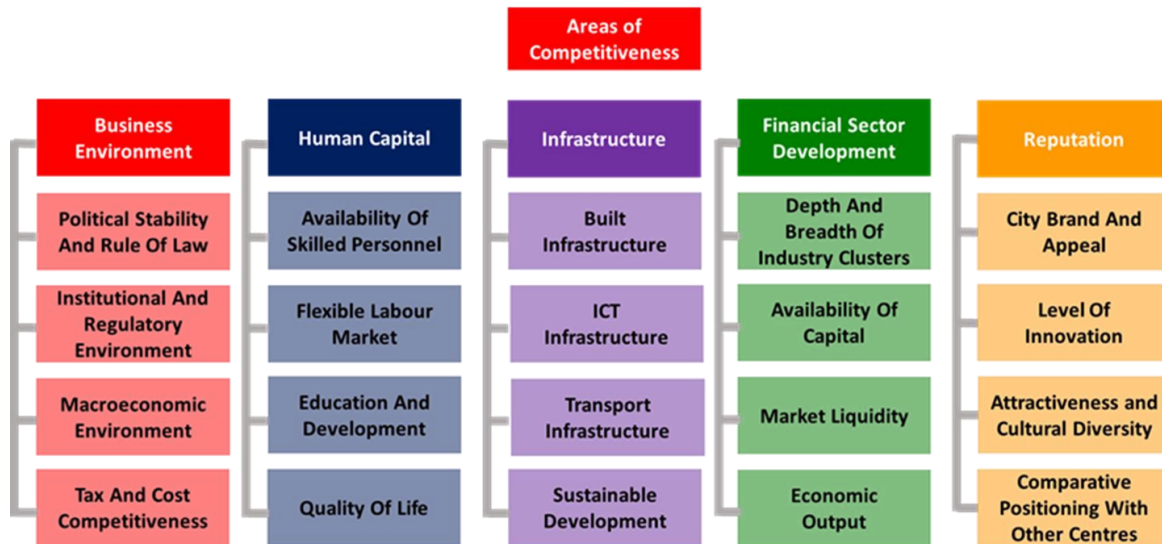 Areas of
Competitiveness
Business
Environment
Political Stability
And Rule Of Law
Institutional And
Regulatory
Environment
Macroeconomic
Environment
Tax And Cost
Competitiveness
Human Capital
Availability Of
Skilled Personnel
Flexible Labour
Market
Education And
Development
Quality Of Life
Infrastructure
Built
Infrastructure
ICT
Infrastructure
Transport
Infrastructure
Sustainable
Development
Financial Sector
Development
Depth And
Breadth Of
Industry Clusters
Availability Of
Capital
Market Liquidity
Economic
Output
Reputation
City Brand And
Appeal
Level Of
Innovation
Attractiveness and
Cultural Diversity
Comparative
Positioning With
Other Centres